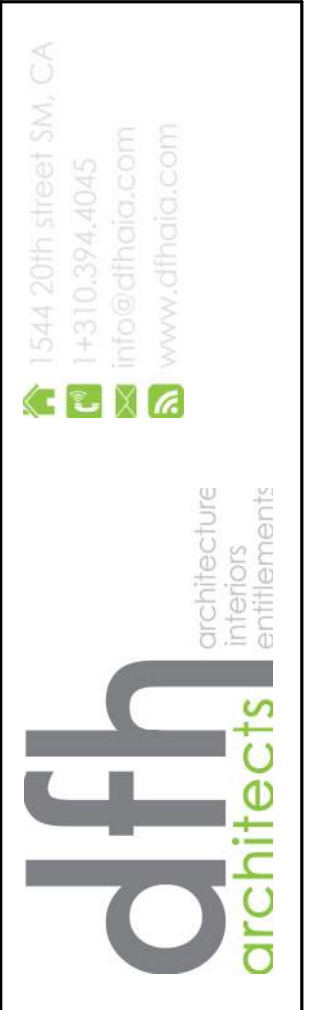 dfh
architects
architecture
interiors
entitlements
1544 20th street SM, CA
1+310.394.4045
info@dfhaia.com
www.dfhaia.com